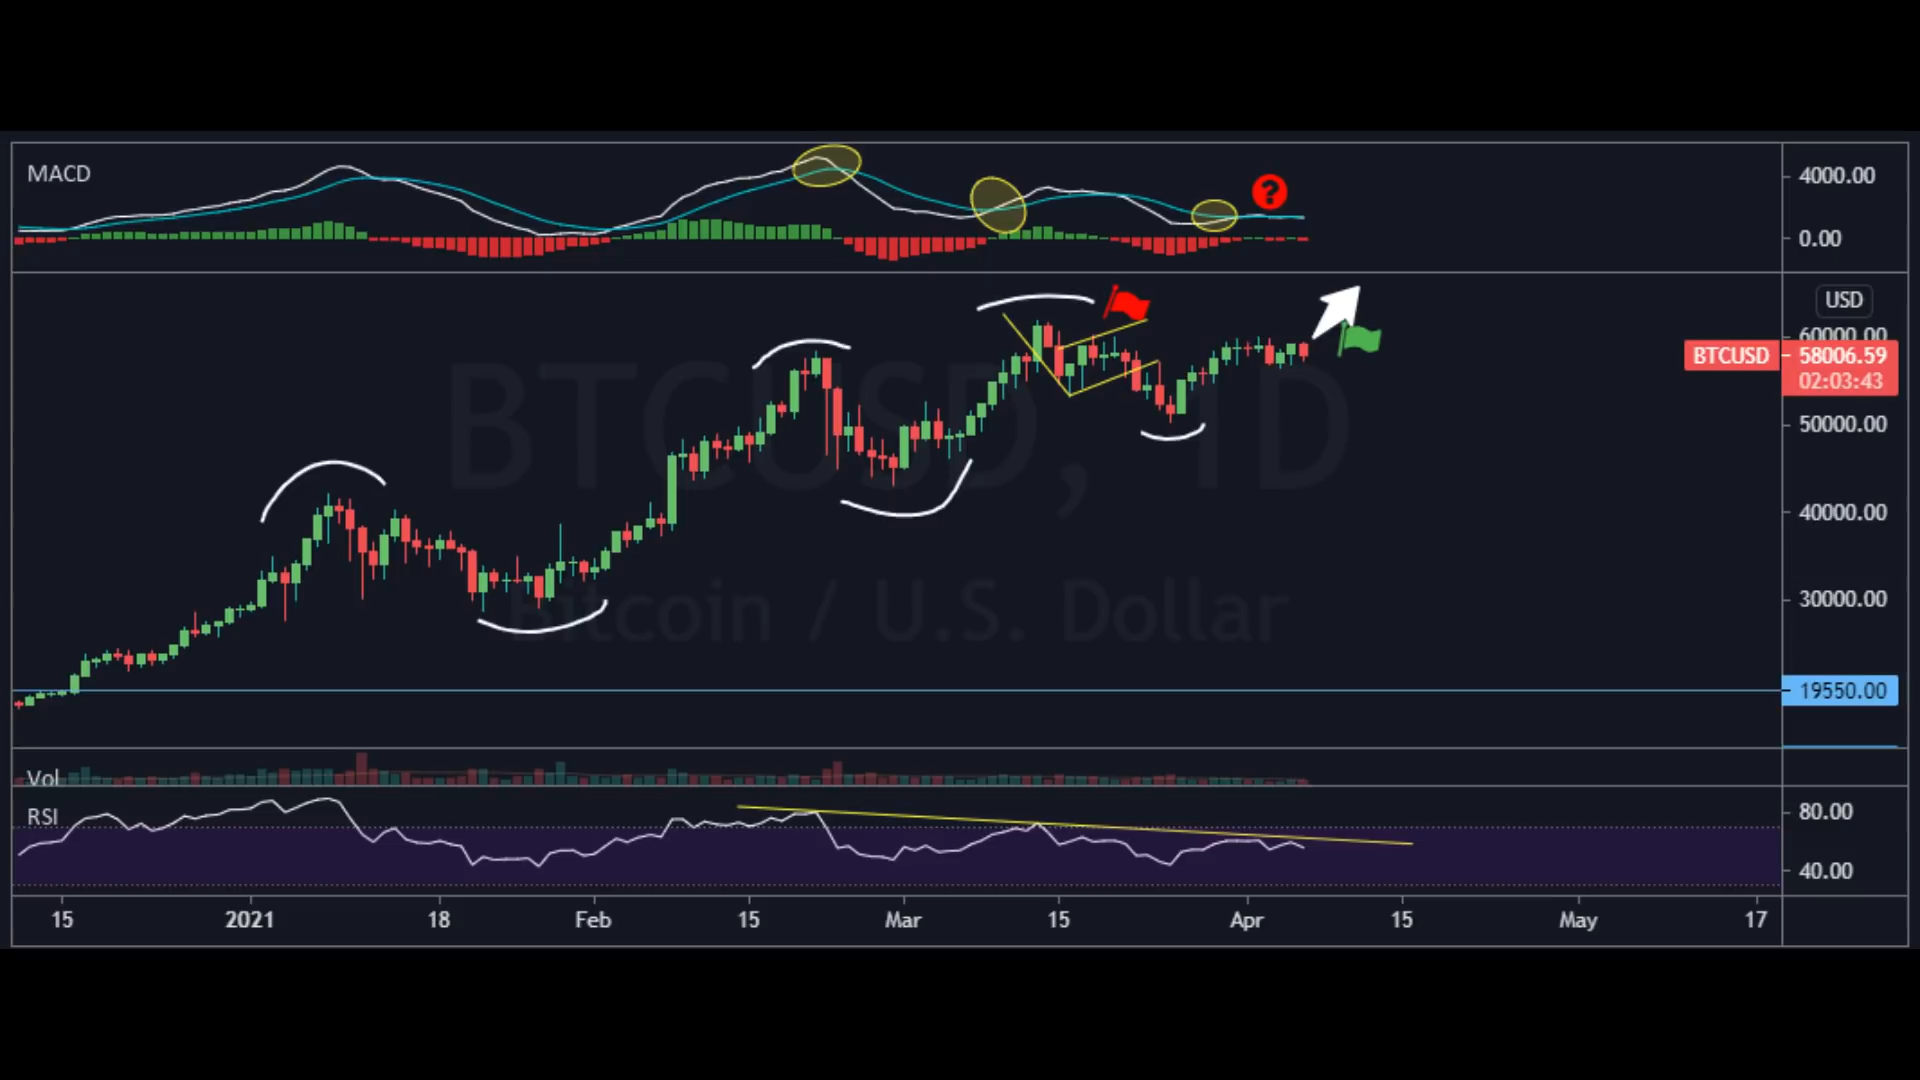 MACD
4000.00
0.00
?
USD
60000.00
BTCUSD
58006.59
02:03:43
BTCUSD, 1D
50000.00
40000.00
Bitcoin / U.S. Dollar
30000.00
19550.00
Vol
RSI
80.00
40.00
15 2021 18 Feb 15 Mar 15 Apr 15 May 17